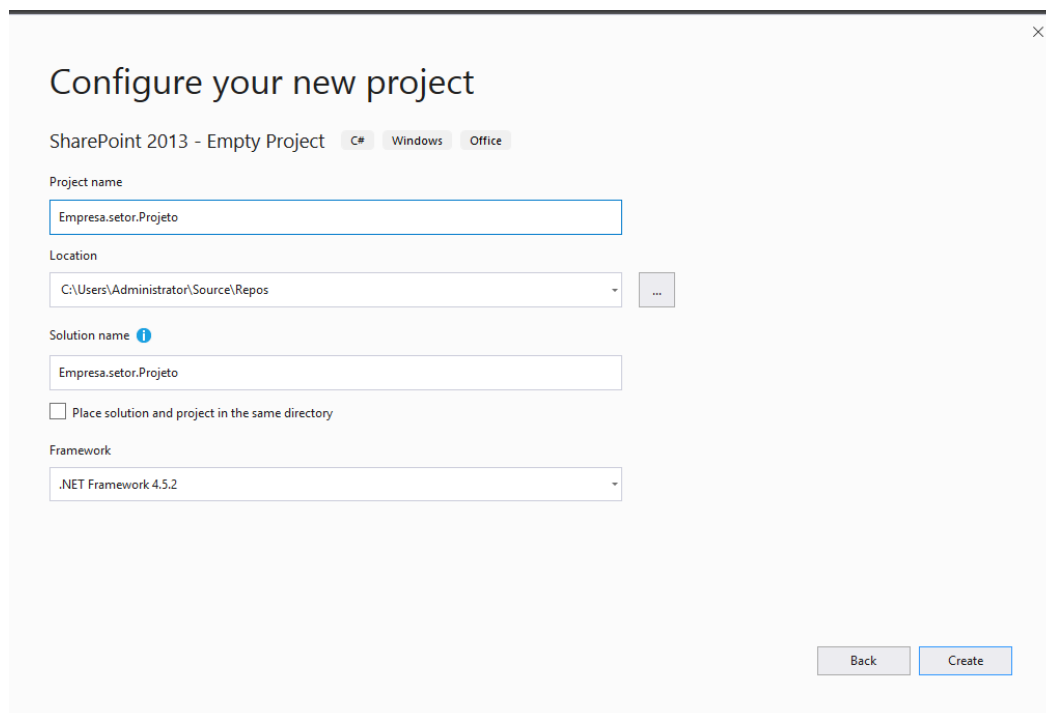 Configure your new project
SharePoint 2013 - Empty Project C# Windows Office
Project name
Empresa.setor.Projeto
Location
C:\Users\Administrator\Source\Repos
...
Solution name
Empresa.setor.Projeto
Place solution and project in the same directory
Framework
.NET Framework 4.5.2
Back Create